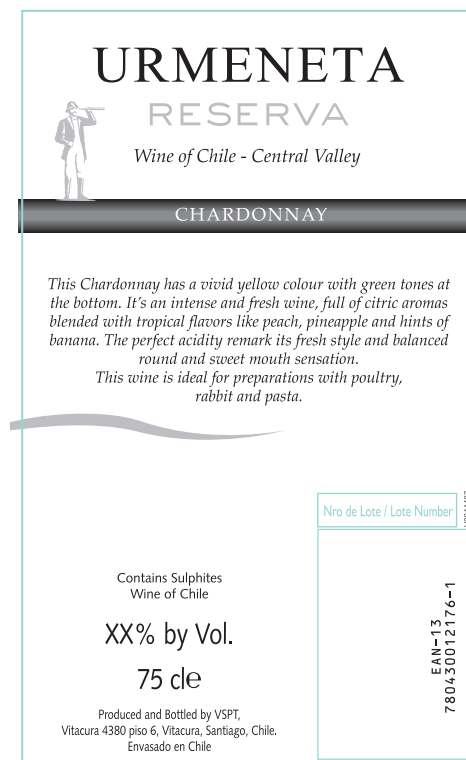 URMENETA
RESERVA
Wine of Chile - Central Valley
CHARDONNAY
This Chardonnay has a vivid yellow colour with green tones at
the bottom. It's an intense and fresh wine, full of citric aromas
blended with tropical flavors like peach, pineapple and hints of
banana. The perfect acidity remark its fresh style and balanced
round and sweet mouth sensation.
This wine is ideal for preparations with poultry,
rabbit and pasta.
Nro de Lote / Lote Number
Contains Sulphites
Wine of Chile
XX% by Vol.
75 cl℮
Produced and Bottled by VSPT,
Vitacura 4380 piso 6, Vitacura, Santiago, Chile.
Envasado en Chile
EAN-13
780430012176-1